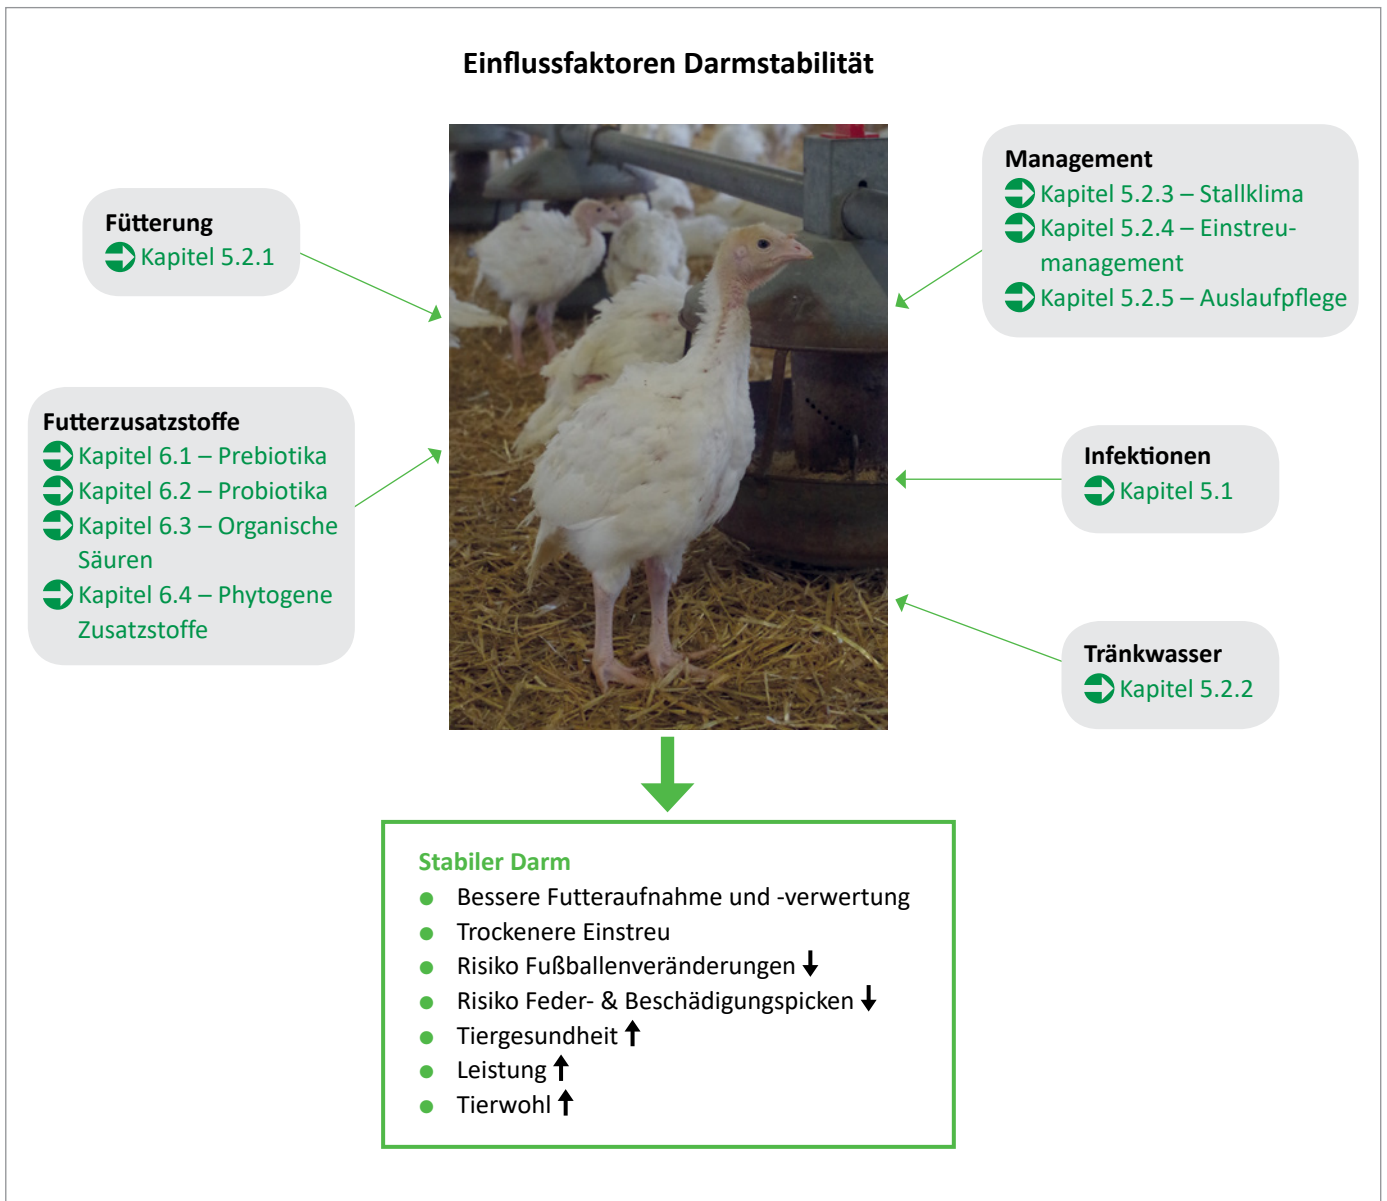 Einflussfaktoren Darmstabilität
Fütterung
Kapitel 5.2.1
Futterzusatzstoffe
Kapitel 6.1 – Prebiotika
Kapitel 6.2 – Probiotika
Kapitel 6.3 – Organische
Säuren
Kapitel 6.4 – Phytogene
Zusatzstoffe
Management
Kapitel 5.2.3 – Stallklima
Kapitel 5.2.4 – Einstreu-
management
Kapitel 5.2.5 – Auslaufpflege
Infektionen
Kapitel 5.1
Tränkwasser
Kapitel 5.2.2
Stabiler Darm
● Bessere Futteraufnahme und -verwertung
● Trockenere Einstreu
● Risiko Fußballenveränderungen ↓
● Risiko Feder- & Beschädigungspicken ↓
● Tiergesundheit ↑
● Leistung ↑
● Tierwohl ↑